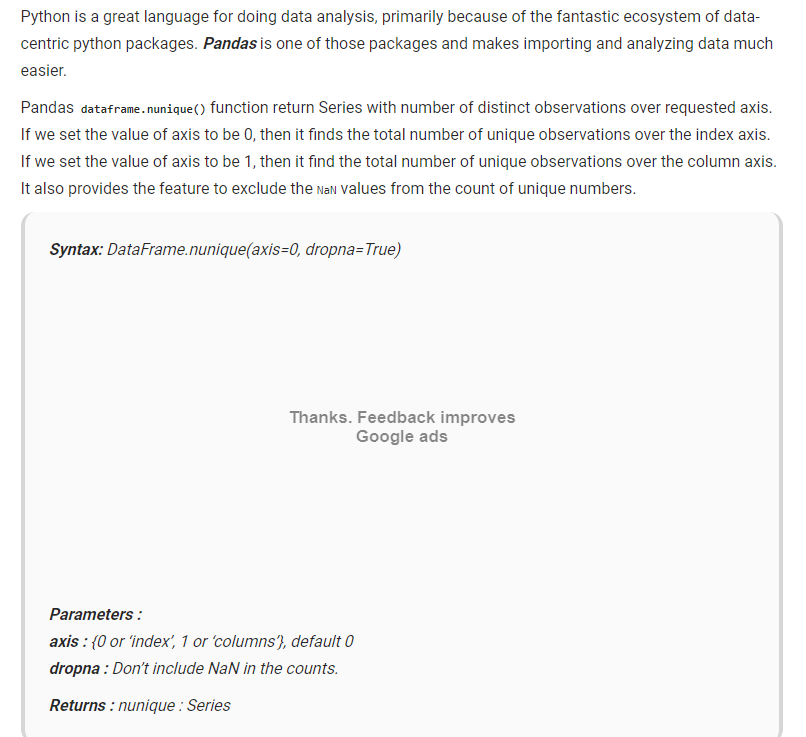 Python is a great language for doing data analysis, primarily because of the fantastic ecosystem of data-
centric python packages. Pandas is one of those packages and makes importing and analyzing data much
easier.
Pandas dataframe.nunique() function return Series with number of distinct observations over requested axis.
If we set the value of axis to be 0, then it finds the total number of unique observations over the index axis.
If we set the value of axis to be 1, then it find the total number of unique observations over the column axis.
It also provides the feature to exclude the NaN values from the count of unique numbers.
Syntax: DataFrame.nunique(axis=0, dropna=True)
Thanks. Feedback improves
Google ads
Parameters :
axis : {0 or ‘index’, 1 or ‘columns’}, default 0
dropna : Don’t include NaN in the counts.
Returns : nunique : Series